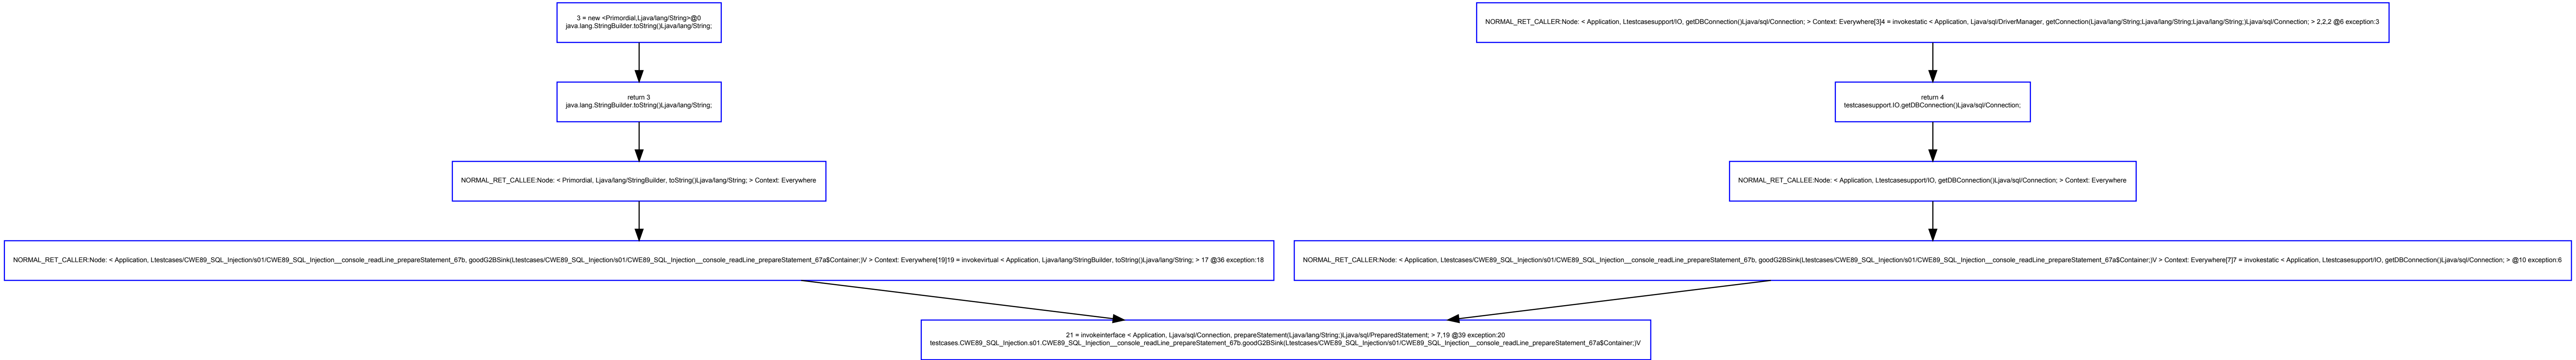 3 = new <Primordial,Ljava/lang/String>@0
java.lang.StringBuilder.toString()Ljava/lang/String;
NORMAL_RET_CALLER:Node: < Application, Ltestcasesupport/IO, getDBConnection()Ljava/sql/Connection; > Context: Everywhere[3]4 = invokestatic < Application, Ljava/sql/DriverManager, getConnection(Ljava/lang/String;Ljava/lang/String;Ljava/lang/String;)Ljava/sql/Connection; > 2,2,2 @6 exception:3
return 3
java.lang.StringBuilder.toString()Ljava/lang/String;
return 4
testcasesupport.IO.getDBConnection()Ljava/sql/Connection;
NORMAL_RET_CALLEE:Node: < Primordial, Ljava/lang/StringBuilder, toString()Ljava/lang/String; > Context: Everywhere
NORMAL_RET_CALLEE:Node: < Application, Ltestcasesupport/IO, getDBConnection()Ljava/sql/Connection; > Context: Everywhere
NORMAL_RET_CALLER:Node: < Application, Ltestcases/CWE89_SQL_Injection/s01/CWE89_SQL_Injection__console_readLine_prepareStatement_67b, goodG2BSink(Ltestcases/CWE89_SQL_Injection/s01/CWE89_SQL_Injection__console_readLine_prepareStatement_67a$Container;)V > Context: Everywhere[19]19 = invokevirtual < Application, Ljava/lang/StringBuilder, toString()Ljava/lang/String; > 17 @36 exception:18
NORMAL_RET_CALLER:Node: < Application, Ltestcases/CWE89_SQL_Injection/s01/CWE89_SQL_Injection__console_readLine_prepareStatement_67b, goodG2BSink(Ltestcases/CWE89_SQL_Injection/s01/CWE89_SQL_Injection__console_readLine_prepareStatement_67a$Container;)V > Context: Everywhere[7]7 = invokestatic < Application, Ltestcasesupport/IO, getDBConnection()Ljava/sql/Connection; > @10 exception:6
21 = invokeinterface < Application, Ljava/sql/Connection, prepareStatement(Ljava/lang/String;)Ljava/sql/PreparedStatement; > 7,19 @39 exception:20
testcases.CWE89_SQL_Injection.s01.CWE89_SQL_Injection__console_readLine_prepareStatement_67b.goodG2BSink(Ltestcases/CWE89_SQL_Injection/s01/CWE89_SQL_Injection__console_readLine_prepareStatement_67a$Container;)V